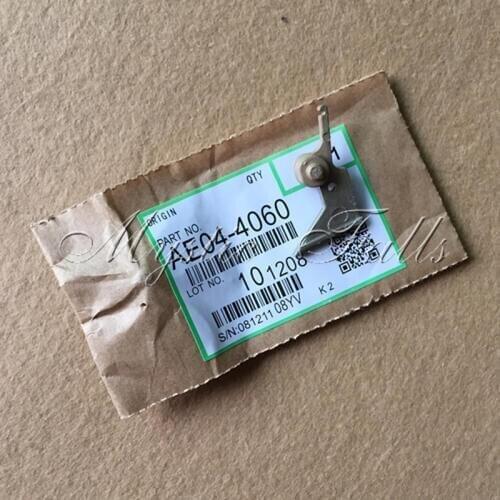 ORIGIN
QTY
1
PART NO.
AE04-4060
LOT NO.
101208
S/N:081211 08YV
K2